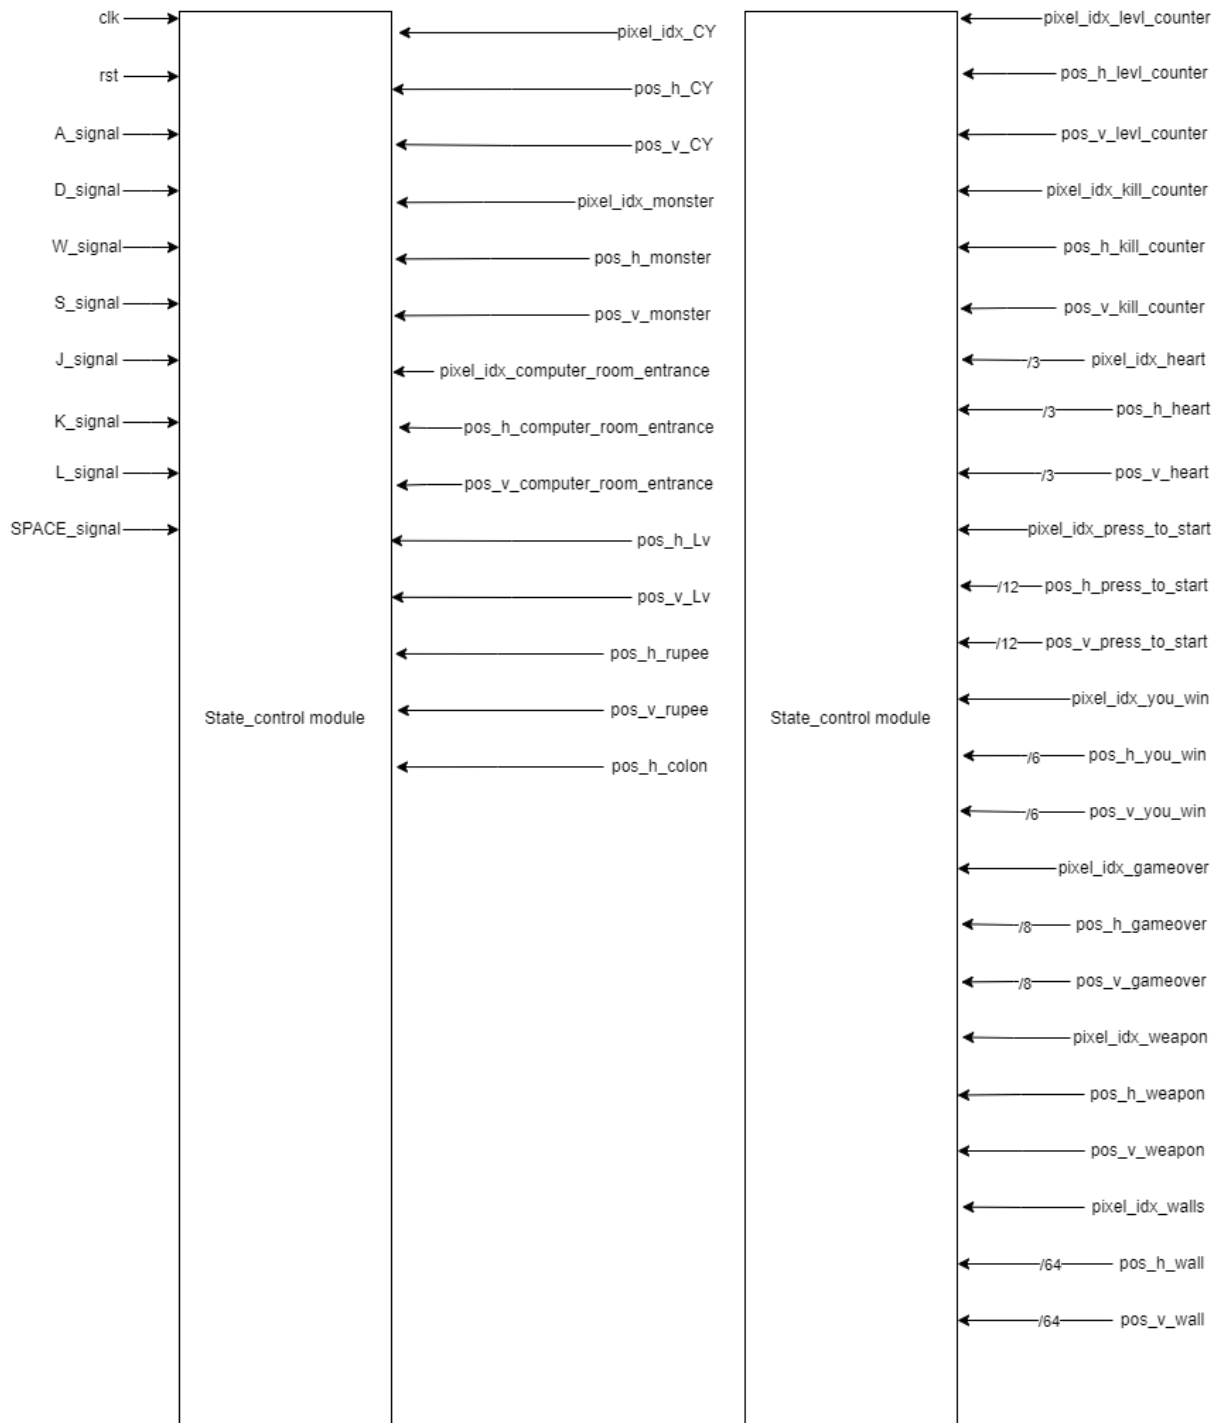 clk
rst
A_signal
D_signal
W_signal
S_signal
J_signal
K_signal
L_signal
SPACE_signal
State_control module
pixel_idx_CY
pos_h_CY
pos_v_CY
pixel_idx_monster
pos_h_monster
pos_v_monster
pixel_idx_computer_room_entrance
pos_h_computer_room_entrance
pos_v_computer_room_entrance
pos_h_Lv
pos_v_Lv
pos_h_rupee
pos_v_rupee
pos_h_colon
State_control module
pixel_idx_levl_counter
pos_h_levl_counter
pos_v_levl_counter
pixel_idx_kill_counter
pos_h_kill_counter
pos_v_kill_counter
/3 pixel_idx_heart
/3 pos_h_heart
/3 pos_v_heart
pixel_idx_press_to_start
/12 pos_h_press_to_start
/12 pos_v_press_to_start
pixel_idx_you_win
/6 pos_h_you_win
/6 pos_v_you_win
pixel_idx_gameover
/8 pos_h_gameover
/8 pos_v_gameover
pixel_idx_weapon
pos_h_weapon
pos_v_weapon
pixel_idx_walls
/64 pos_h_wall
/64 pos_v_wall